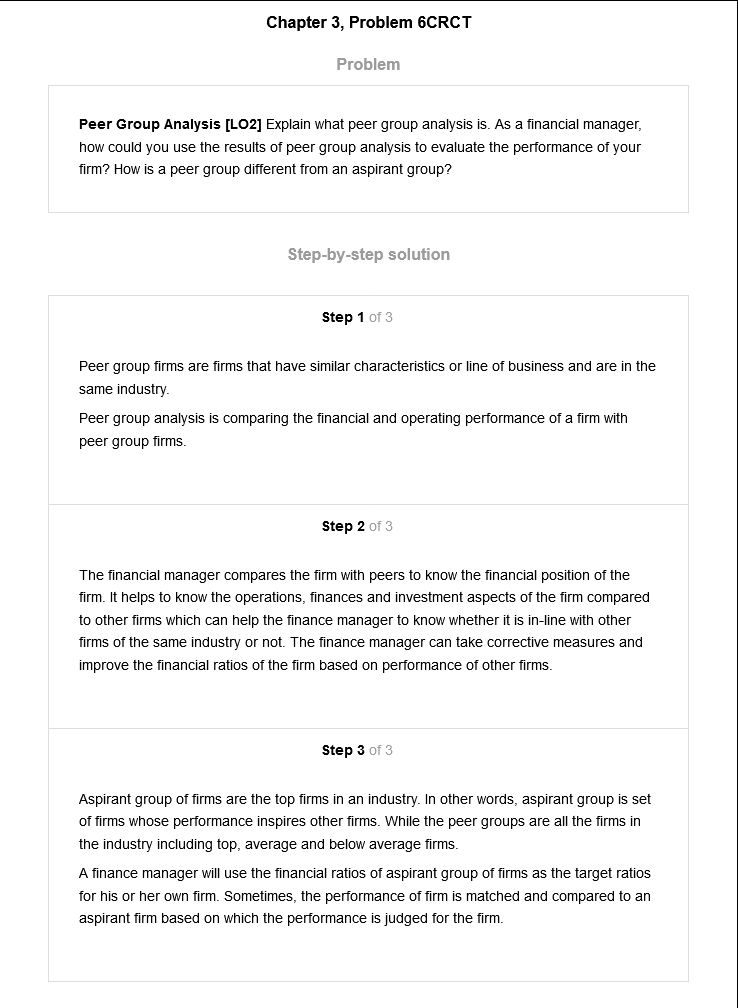 Chapter 3, Problem 6CRCT
Problem
Peer Group Analysis [LO2] Explain what peer group analysis is. As a financial manager,
how could you use the results of peer group analysis to evaluate the performance of your
firm? How is a peer group different from an aspirant group?
Step-by-step solution
Step 1 of 3
Peer group firms are firms that have similar characteristics or line of business and are in the
same industry.
Peer group analysis is comparing the financial and operating performance of a firm with
peer group firms.
Step 2 of 3
The financial manager compares the firm with peers to know the financial position of the
firm. It helps to know the operations, finances and investment aspects of the firm compared
to other firms which can help the finance manager to know whether it is in-line with other
firms of the same industry or not. The finance manager can take corrective measures and
improve the financial ratios of the firm based on performance of other firms.
Step 3 of 3
Aspirant group of firms are the top firms in an industry. In other words, aspirant group is set
of firms whose performance inspires other firms. While the peer groups are all the firms in
the industry including top, average and below average firms.
A finance manager will use the financial ratios of aspirant group of firms as the target ratios
for his or her own firm. Sometimes, the performance of firm is matched and compared to an
aspirant firm based on which the performance is judged for the firm.